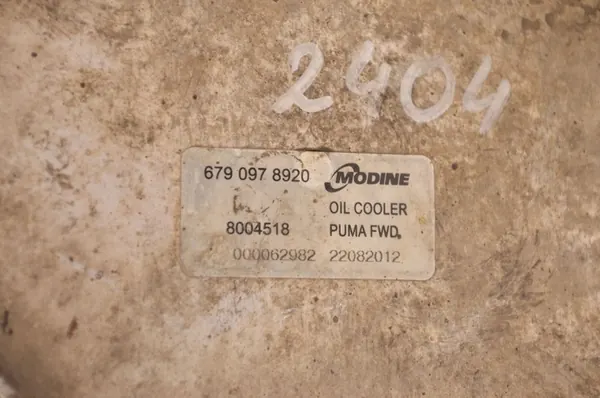 2404
679 097 8920 MODINE
OIL COOLER
8004518 PUMA FWD.
000062982 22082012